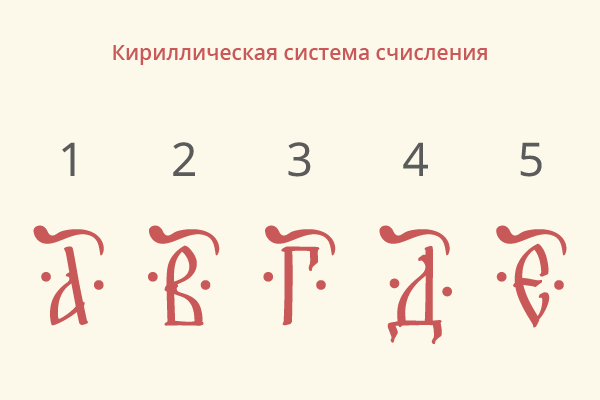 Кириллическая система счисления
1 2 3 4 5
·А҃· ·В҃· ·Г҃· ·Д҃· ·Є҃·